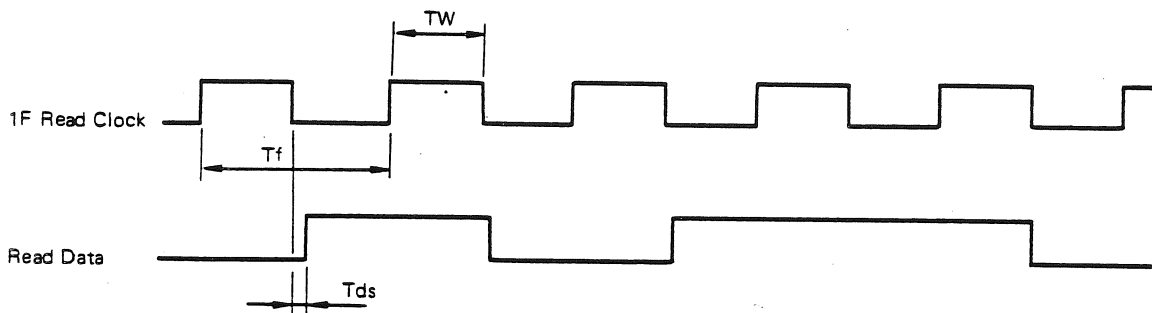 TW
1F Read Clock
Tf
Read Data
Tds